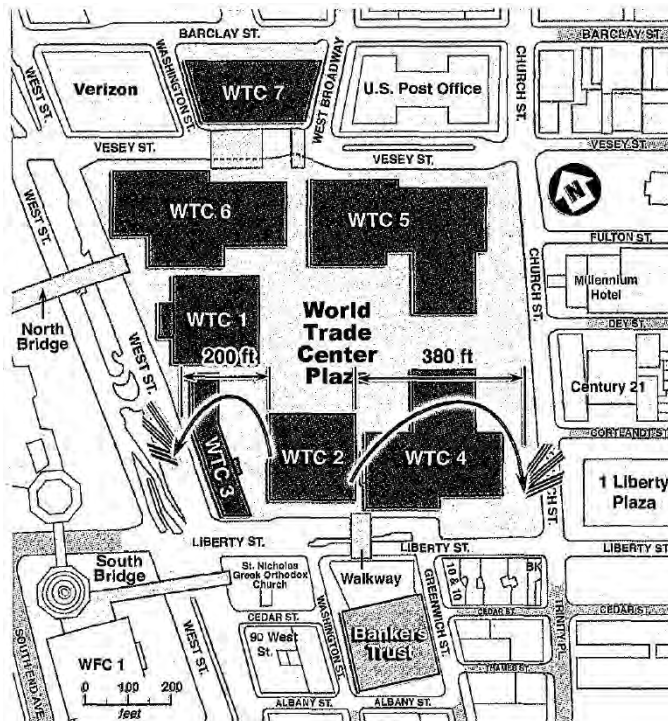 BARCLAY ST.
BARCLAY ST.
WEST ST.
Verizon
WASHINGTON ST.
WTC 7
WEST BROADWAY
U.S. Post Office
CHURCH ST.
VESEY ST.
VESEY ST.
VESEY ST.
WEST ST.
WTC 6
WTC 5
N
FULTON ST.
CHURCH ST.
Millennium
Hotel
North
Bridge
WTC 1
World
Trade
Center
Plaza
DEY ST.
WEST ST.
200 ft
380 ft
Century 21
CORTLANDT ST.
WTC 3
WTC 2
WTC 4
1 Liberty
Plaza
LIBERTY ST.
LIBERTY ST.
LIBERTY ST.
South
Bridge
St. Nicholas
Greek Orthodox
Church
Walkway
GREENWICH ST.
10 & 10
BK
CEDAR ST.
CEDAR ST.
CEDAR ST.
WASHINGTON ST.
TRINITY PL.
90 West
St.
Bankers
Trust
THAMES ST.
SOUTH END AVE.
WFC 1
WEST ST.
0 100 200
feet
ALBANY ST.
ALBANY ST.